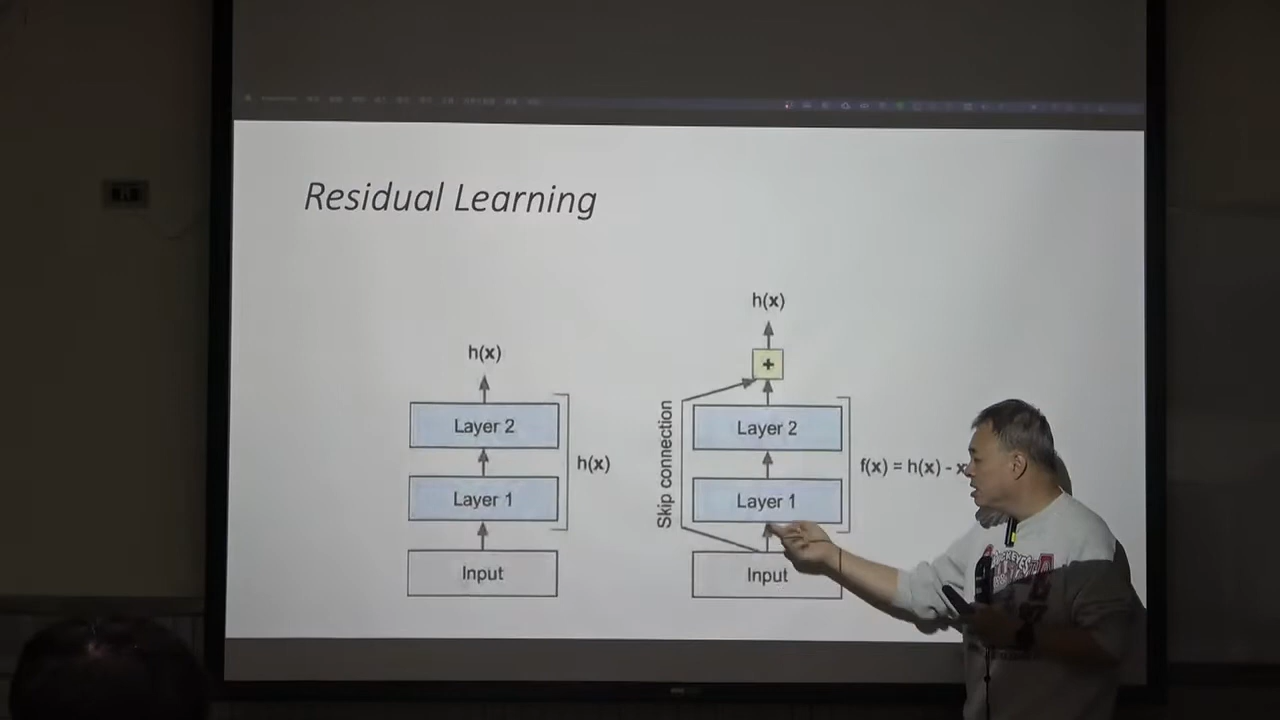 Residual Learning
h(x)
Layer 2
Layer 1
h(x)
Input
h(x)
+
Skip connection
Layer 2
Layer 1
f(x) = h(x) - x
Input